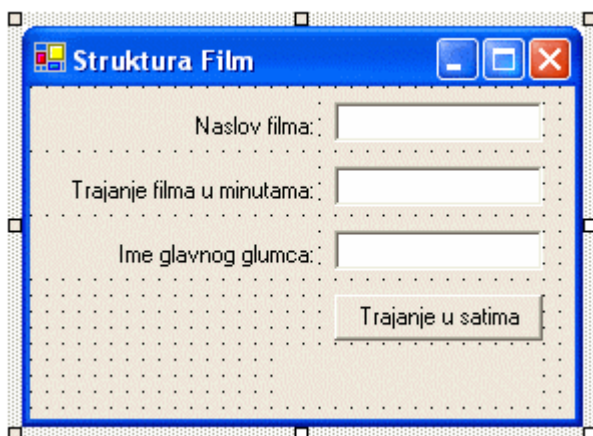 Struktura Film
Naslov filma:
Trajanje filma u minutama:
Ime glavnog glumca:
Trajanje u satima